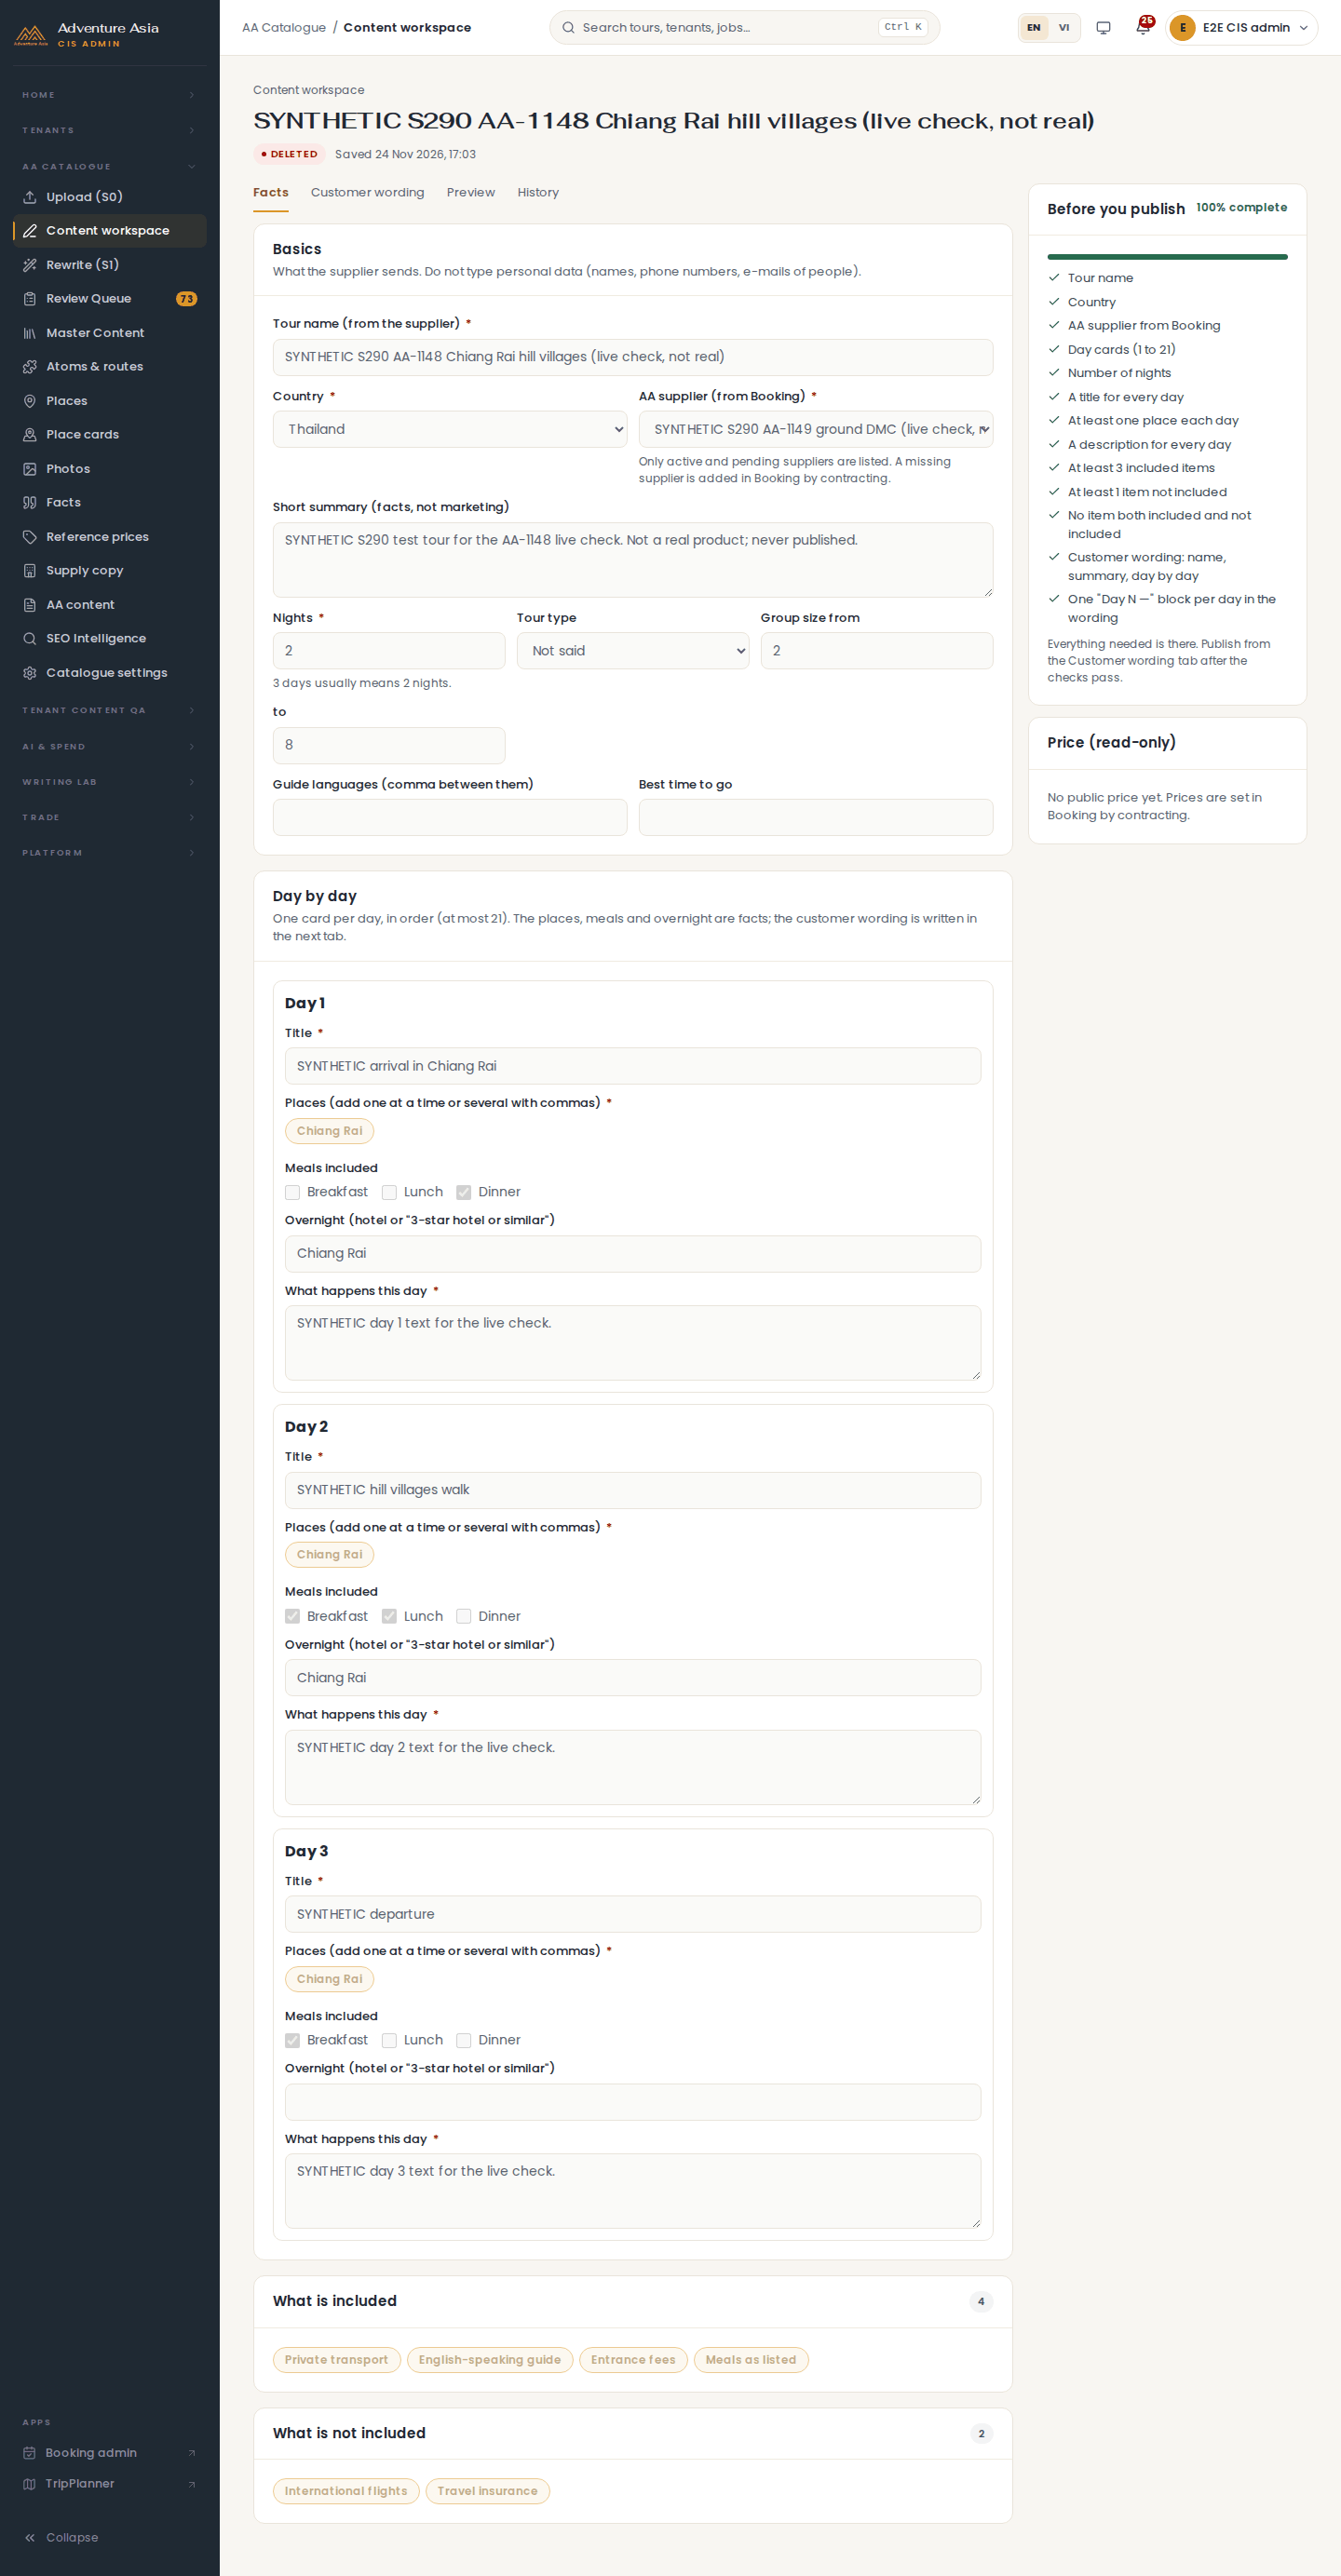 Adventure Asia
CIS ADMIN
HOME
TENANTS
AA CATALOGUE
Upload (S0)
Content workspace
Rewrite (S1)
Review Queue 73
Master Content
Atoms & routes
Places
Place cards
Photos
Facts
Reference prices
Supply copy
AA content
SEO Intelligence
Catalogue settings
TENANT CONTENT QA
AI & SPEND
WRITING LAB
TRADE
PLATFORM
APPS
Booking admin
TripPlanner
Collapse
AA Catalogue / Content workspace
Search tours, tenants, jobs... Ctrl K
EN VI
25
E E2E CIS admin
Content workspace
SYNTHETIC S290 AA-1148 Chiang Rai hill villages (live check, not real)
DELETED Saved 24 Nov 2026, 17:03
Facts Customer wording Preview History
Basics
What the supplier sends. Do not type personal data (names, phone numbers, e-mails of people).
Tour name (from the supplier) *
SYNTHETIC S290 AA-1148 Chiang Rai hill villages (live check, not real)
Country * AA supplier (from Booking) *
Thailand SYNTHETIC S290 AA-1149 ground DMC (live check,
Only active and pending suppliers are listed. A missing
supplier is added in Booking by contracting.
Short summary (facts, not marketing)
SYNTHETIC S290 test tour for the AA-1148 live check. Not a real product; never published.
Nights * Tour type Group size from
2 Not said 2
3 days usually means 2 nights.
to
8
Guide languages (comma between them) Best time to go
Day by day
One card per day, in order (at most 21). The places, meals and overnight are facts; the customer wording is written in
the next tab.
Day 1
Title *
SYNTHETIC arrival in Chiang Rai
Places (add one at a time or several with commas) *
Chiang Rai
Meals included
Breakfast Lunch Dinner
Overnight (hotel or "3-star hotel or similar")
Chiang Rai
What happens this day *
SYNTHETIC day 1 text for the live check.
Day 2
Title *
SYNTHETIC hill villages walk
Places (add one at a time or several with commas) *
Chiang Rai
Meals included
Breakfast Lunch Dinner
Overnight (hotel or "3-star hotel or similar")
Chiang Rai
What happens this day *
SYNTHETIC day 2 text for the live check.
Day 3
Title *
SYNTHETIC departure
Places (add one at a time or several with commas) *
Chiang Rai
Meals included
Breakfast Lunch Dinner
Overnight (hotel or "3-star hotel or similar")
What happens this day *
SYNTHETIC day 3 text for the live check.
What is included 4
Private transport English-speaking guide Entrance fees Meals as listed
What is not included 2
International flights Travel insurance
Before you publish 100% complete
Tour name
Country
AA supplier from Booking
Day cards (1 to 21)
Number of nights
A title for every day
At least one place each day
A description for every day
At least 3 included items
At least 1 item not included
No item both included and not
included
Customer wording: name,
summary, day by day
One "Day N —" block per day in the
wording
Everything needed is there. Publish from
the Customer wording tab after the
checks pass.
Price (read-only)
No public price yet. Prices are set in
Booking by contracting.